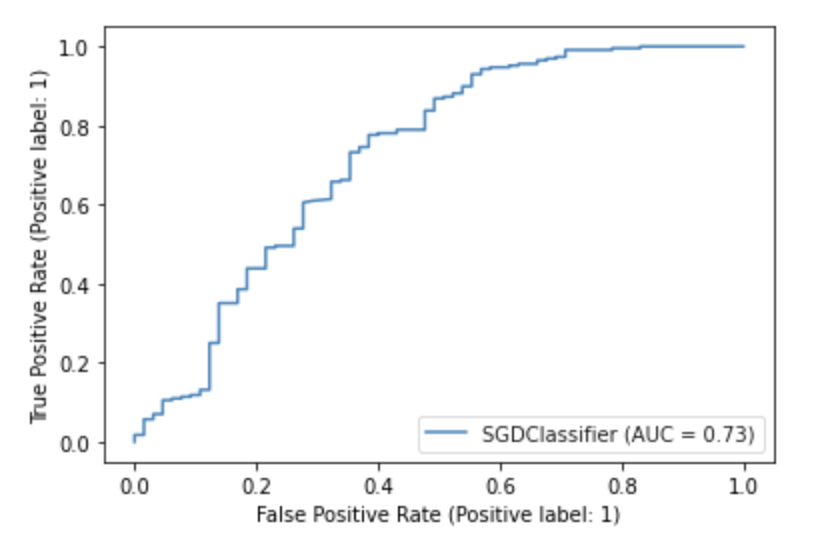 True Positive Rate (Positive label: 1)
1.0
0.8
0.6
0.4
0.2
0.0
SGDClassifier (AUC = 0.73)
0.0 0.2 0.4 0.6 0.8 1.0
False Positive Rate (Positive label: 1)